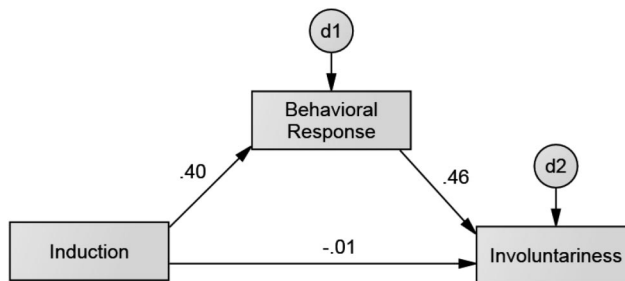 d1
Behavioral
Response
.40
.46
d2
Induction
-.01
Involuntariness